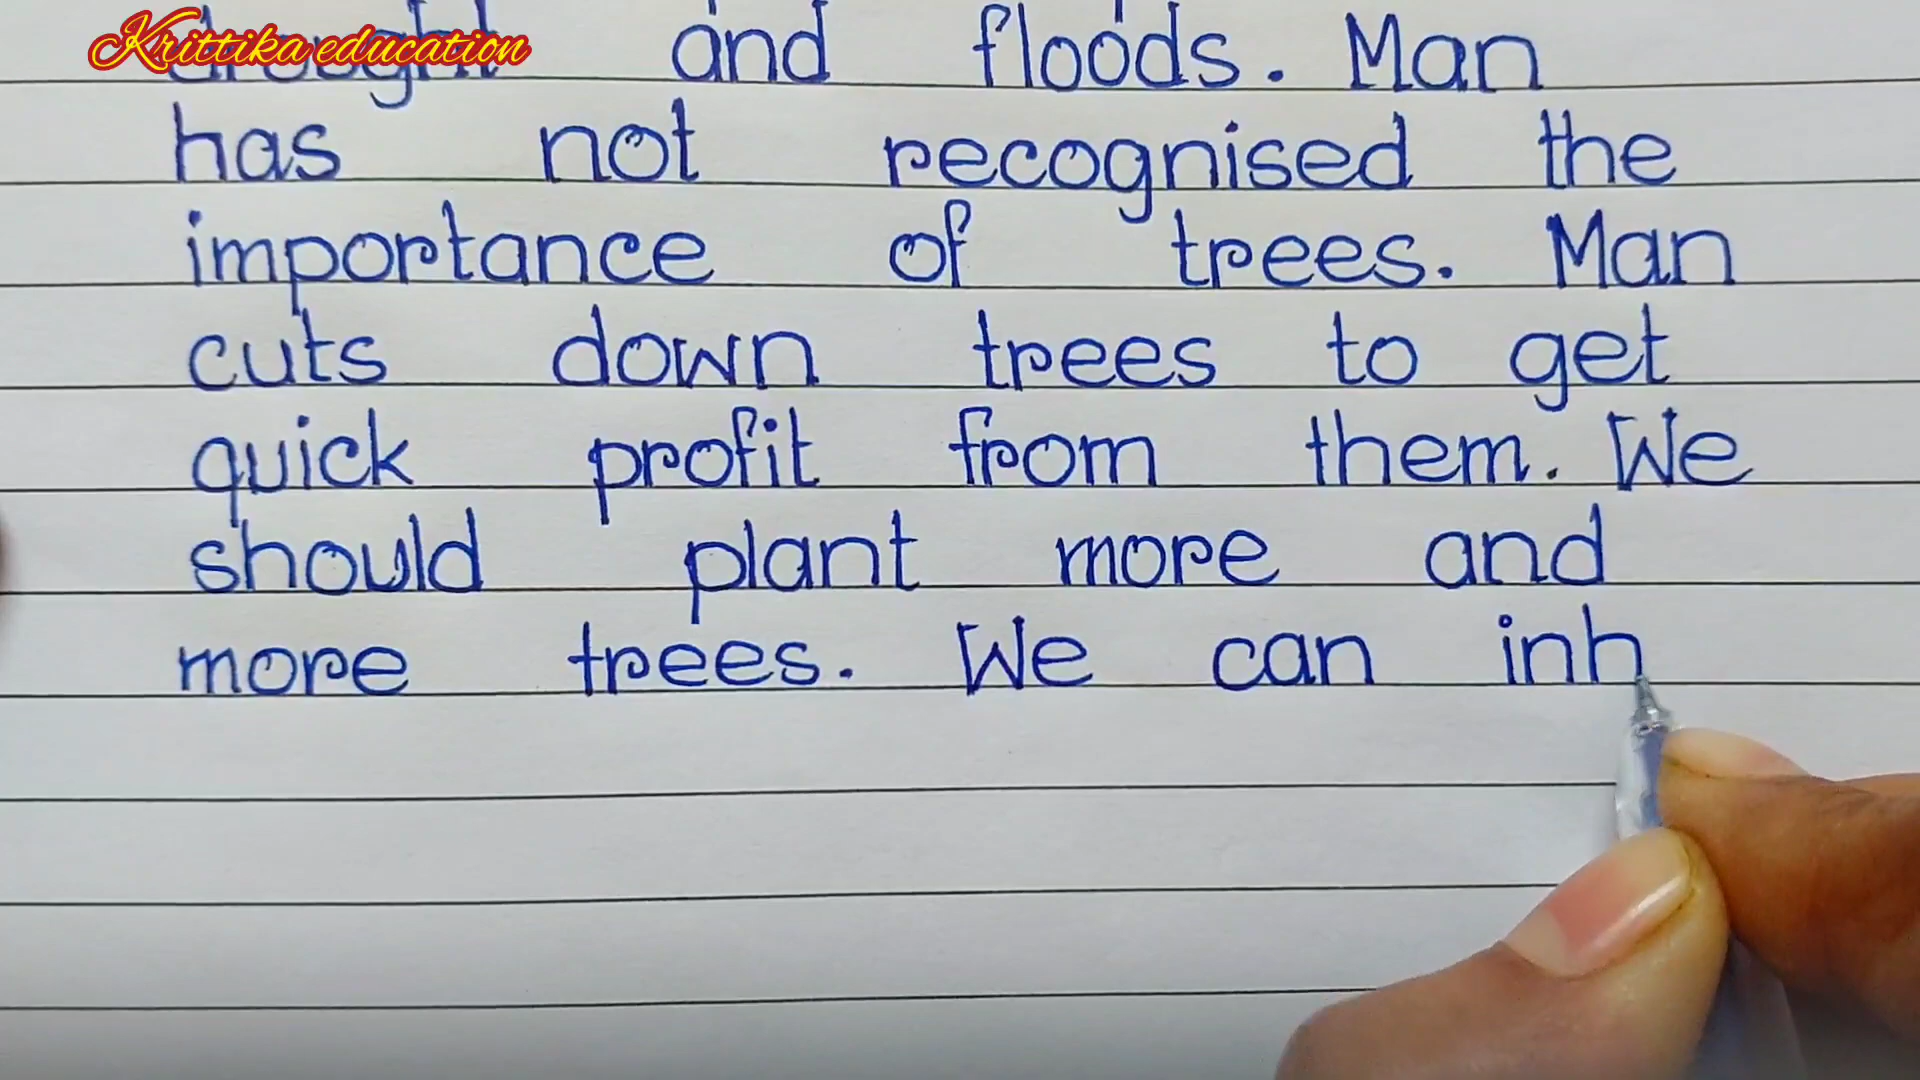 Krittika education
drought and floods. Man
has not recognised the
importance of trees. Man
cuts down trees to get
quick profit from them. We
should plant more and
more trees. We can inh